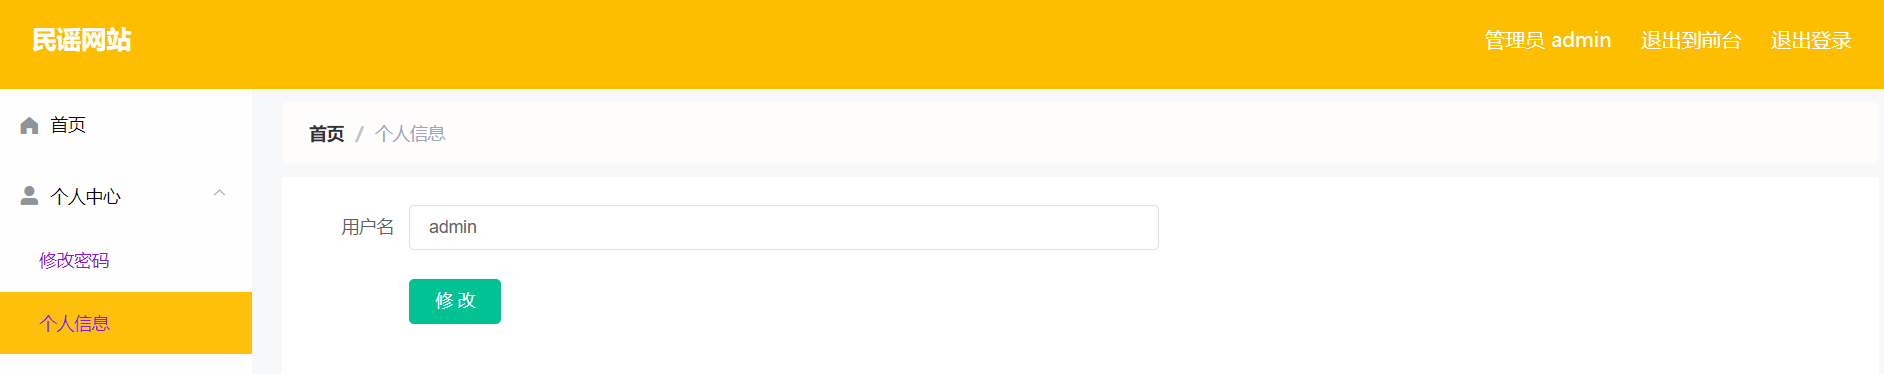 民谣网站
管理员 admin 退出到前台 退出登录
首页
首页 / 个人信息
个人中心
用户名 admin
修改密码
修改
个人信息